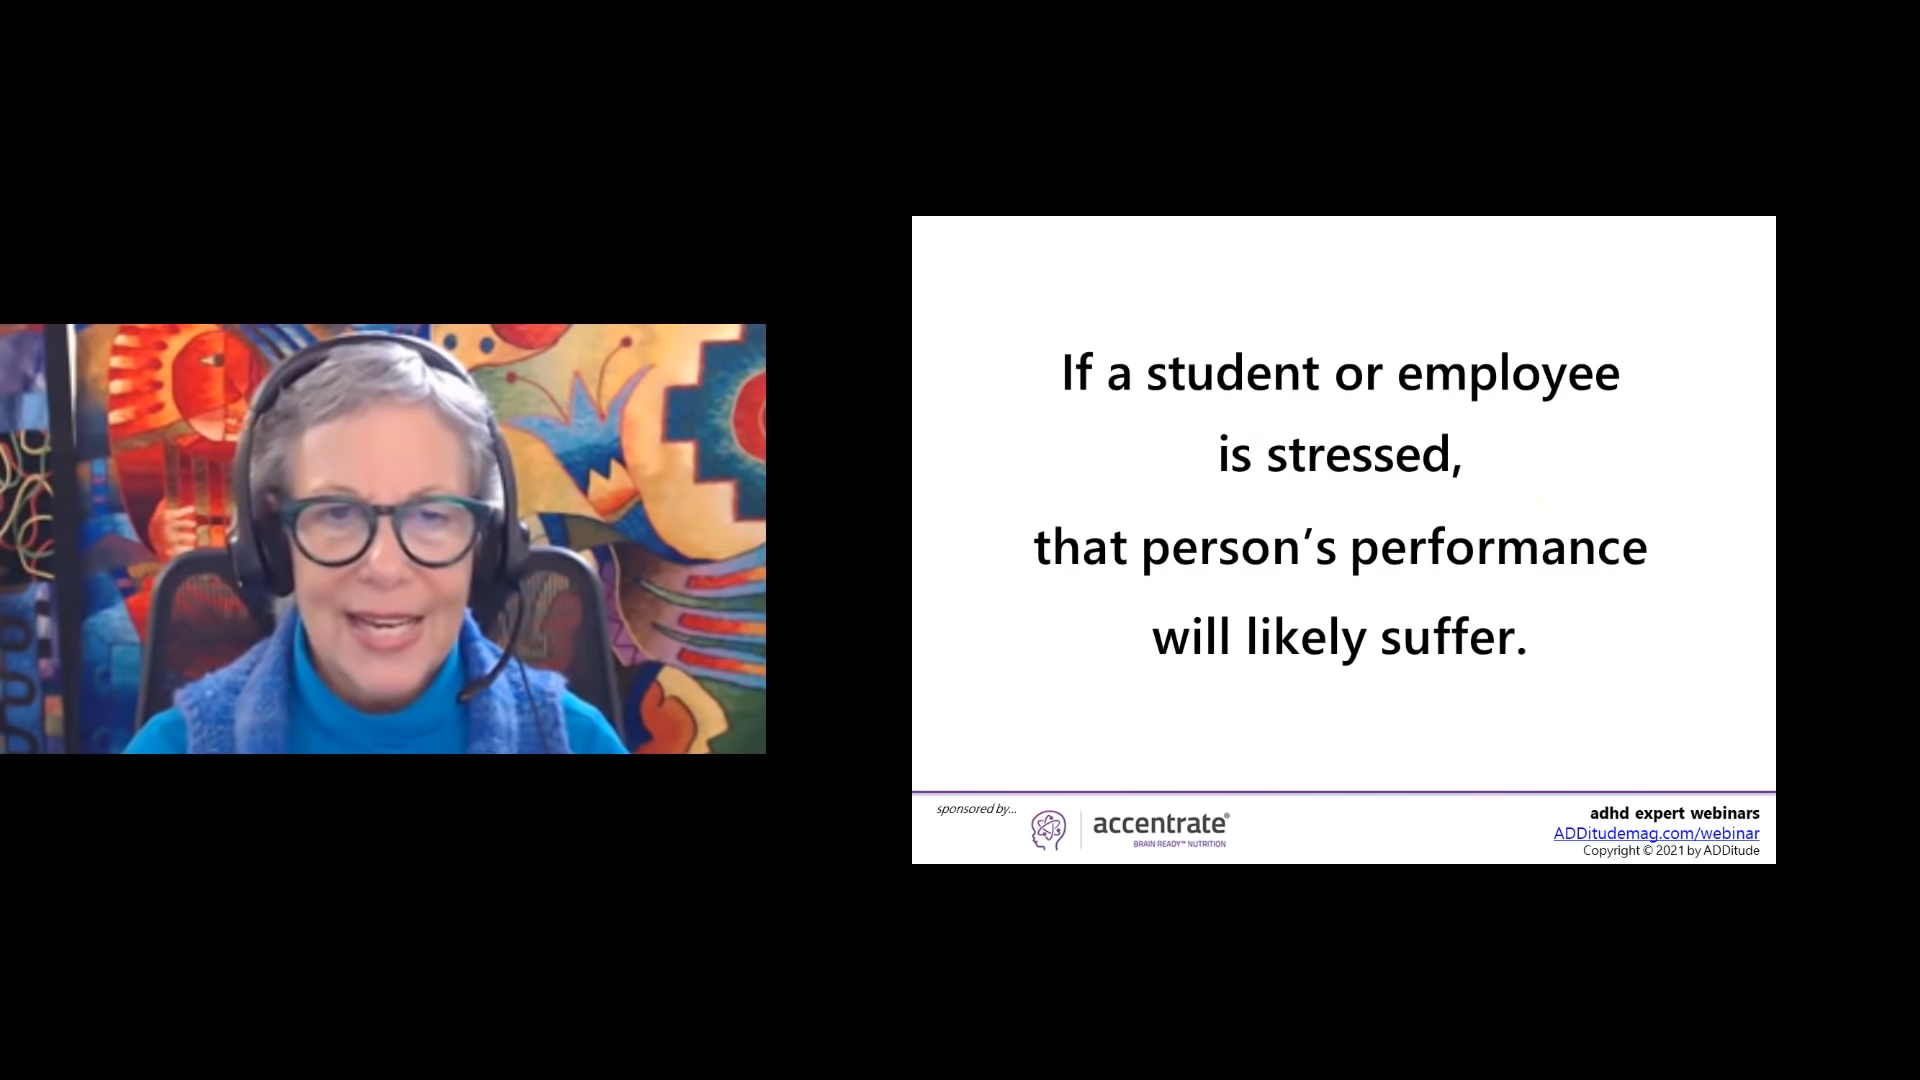 If a student or employee
is stressed,
that person’s performance
will likely suffer.
sponsored by...
accentrate®
BRAIN READY™ NUTRITION
adhd expert webinars
ADDitudemag.com/webinar
Copyright © 2021 by ADDitude